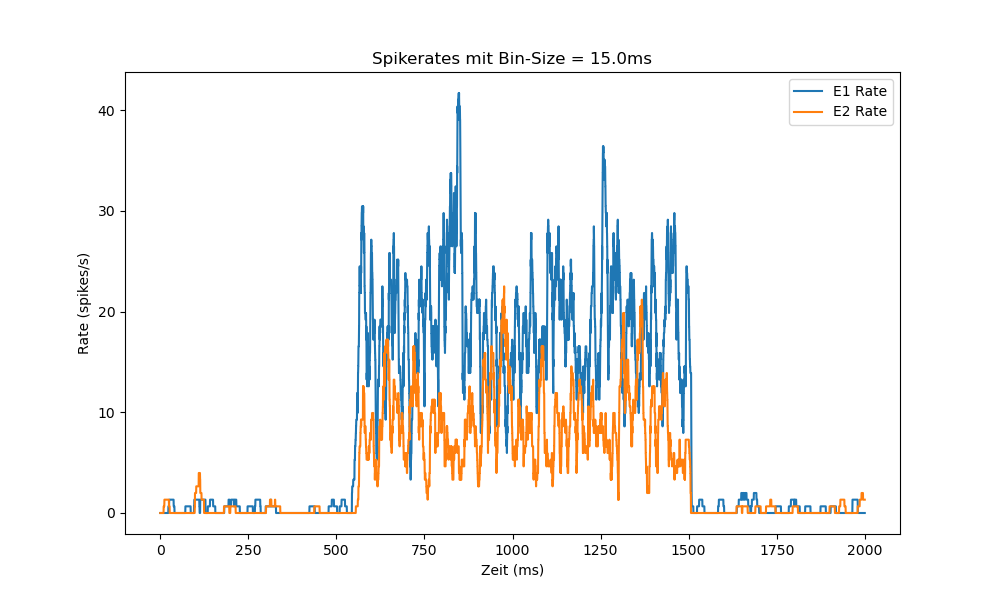 Spikerates mit Bin-Size = 15.0ms
E1 Rate
E2 Rate
Rate (spikes/s)
40
30
20
10
0
0 250 500 750 1000 1250 1500 1750 2000
Zeit (ms)